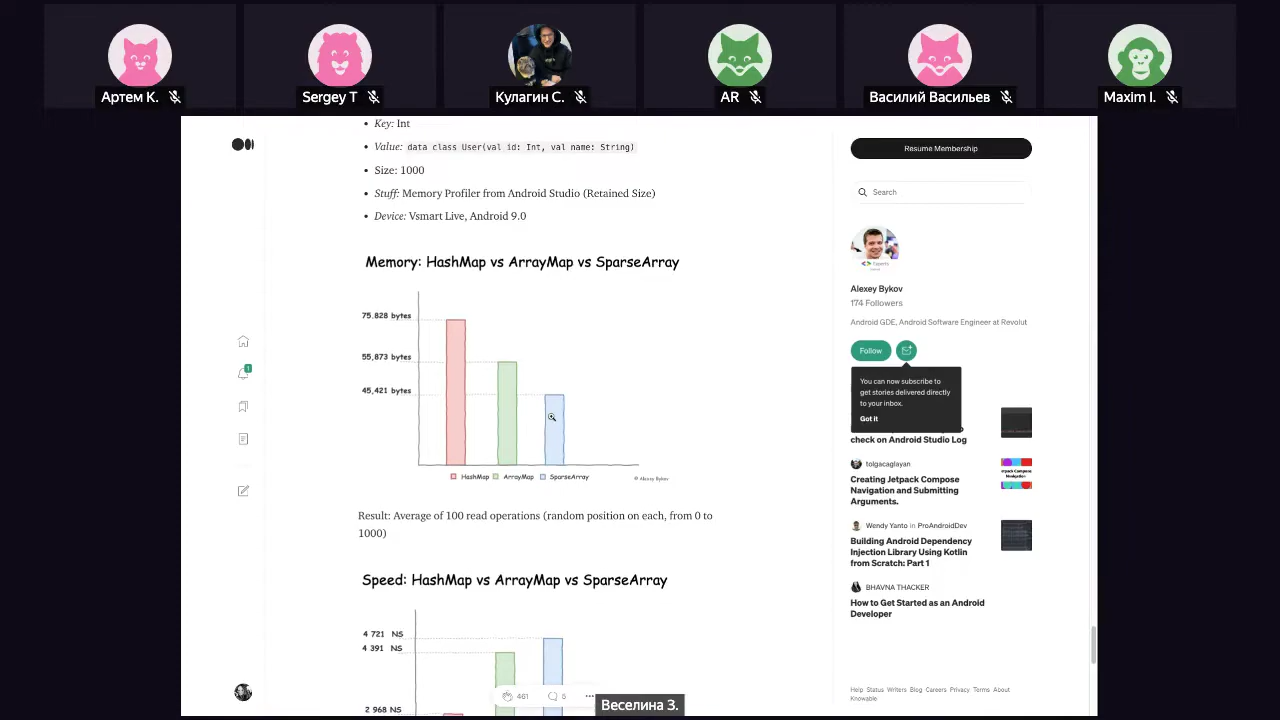 Артем К.
Sergey T
Кулагин С.
AR
Василий Васильев
Maxim I.
Key: Int
Value: data class User(val id: Int, val name: String)
Size: 1000
Stuff: Memory Profiler from Android Studio (Retained Size)
Device: Vsmart Live, Android 9.0
Memory: HashMap vs ArrayMap vs SparseArray
75,828 bytes
55,873 bytes
45,421 bytes
HashMap ArrayMap SparseArray
© Alexey Bykov
Result: Average of 100 read operations (random position on each, from 0 to
1000)
Speed: HashMap vs ArrayMap vs SparseArray
4 721 NS
4 391 NS
2 968 NS
461
5
Веселина З.
1
Resume Membership
Search
Alexey Bykov
174 Followers
Android GDE, Android Software Engineer at Revolut
Follow
You can now subscribe to
get stories delivered directly
to your inbox.
Got it
check on Android Studio Log
tolgacaglayan
Creating Jetpack Compose
Navigation and Submitting
Arguments.
Wendy Yanto in ProAndroidDev
Building Android Dependency
Injection Library Using Kotlin
from Scratch: Part 1
BHAVNA THACKER
How to Get Started as an Android
Developer
Help Status Writers Blog Careers Privacy Terms About
Knowable